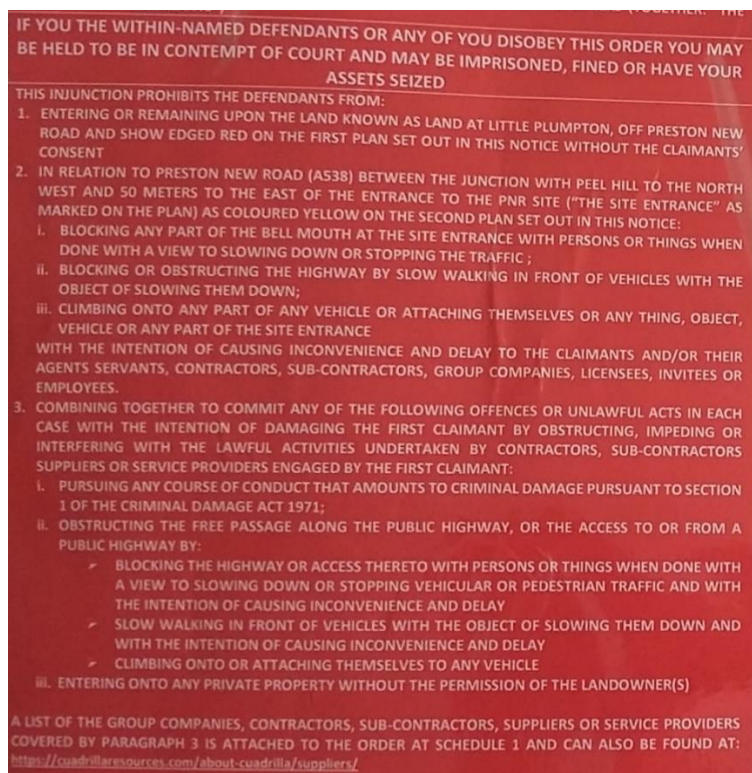 (TOGETHER. THE
IF YOU THE WITHIN-NAMED DEFENDANTS OR ANY OF YOU DISOBEY THIS ORDER YOU MAY
BE HELD TO BE IN CONTEMPT OF COURT AND MAY BE IMPRISONED, FINED OR HAVE YOUR
ASSETS SEIZED
THIS INJUNCTION PROHIBITS THE DEFENDANTS FROM:
1. ENTERING OR REMAINING UPON THE LAND KNOWN AS LAND AT LITTLE PLUMPTON, OFF PRESTON NEW
ROAD AND SHOW EDGED RED ON THE FIRST PLAN SET OUT IN THIS NOTICE WITHOUT THE CLAIMANTS'
CONSENT
2. IN RELATION TO PRESTON NEW ROAD (A538) BETWEEN THE JUNCTION WITH PEEL HILL TO THE NORTH
WEST AND 50 METERS TO THE EAST OF THE ENTRANCE TO THE PNR SITE ("THE SITE ENTRANCE" AS
MARKED ON THE PLAN) AS COLOURED YELLOW ON THE SECOND PLAN SET OUT IN THIS NOTICE:
i. BLOCKING ANY PART OF THE BELL MOUTH AT THE SITE ENTRANCE WITH PERSONS OR THINGS WHEN
DONE WITH A VIEW TO SLOWING DOWN OR STOPPING THE TRAFFIC ;
ii. BLOCKING OR OBSTRUCTING THE HIGHWAY BY SLOW WALKING IN FRONT OF VEHICLES WITH THE
OBJECT OF SLOWING THEM DOWN;
iii. CLIMBING ONTO ANY PART OF ANY VEHICLE OR ATTACHING THEMSELVES OR ANY THING, OBJECT,
VEHICLE OR ANY PART OF THE SITE ENTRANCE
WITH THE INTENTION OF CAUSING INCONVENIENCE AND DELAY TO THE CLAIMANTS AND/OR THEIR
AGENTS SERVANTS, CONTRACTORS, SUB-CONTRACTORS, GROUP COMPANIES, LICENSEES, INVITEES OR
EMPLOYEES.
3. COMBINING TOGETHER TO COMMIT ANY OF THE FOLLOWING OFFENCES OR UNLAWFUL ACTS IN EACH
CASE WITH THE INTENTION OF DAMAGING THE FIRST CLAIMANT BY OBSTRUCTING, IMPEDING OR
INTERFERING WITH THE LAWFUL ACTIVITIES UNDERTAKEN BY CONTRACTORS, SUB-CONTRACTORS
SUPPLIERS OR SERVICE PROVIDERS ENGAGED BY THE FIRST CLAIMANT:
i. PURSUING ANY COURSE OF CONDUCT THAT AMOUNTS TO CRIMINAL DAMAGE PURSUANT TO SECTION
1 OF THE CRIMINAL DAMAGE ACT 1971;
ii. OBSTRUCTING THE FREE PASSAGE ALONG THE PUBLIC HIGHWAY, OR THE ACCESS TO OR FROM A
PUBLIC HIGHWAY BY:
➢ BLOCKING THE HIGHWAY OR ACCESS THERETO WITH PERSONS OR THINGS WHEN DONE WITH
A VIEW TO SLOWING DOWN OR STOPPING VEHICULAR OR PEDESTRIAN TRAFFIC AND WITH
THE INTENTION OF CAUSING INCONVENIENCE AND DELAY
➢ SLOW WALKING IN FRONT OF VEHICLES WITH THE OBJECT OF SLOWING THEM DOWN AND
WITH THE INTENTION OF CAUSING INCONVENIENCE AND DELAY
➢ CLIMBING ONTO OR ATTACHING THEMSELVES TO ANY VEHICLE
iii. ENTERING ONTO ANY PRIVATE PROPERTY WITHOUT THE PERMISSION OF THE LANDOWNER(S)
A LIST OF THE GROUP COMPANIES, CONTRACTORS, SUB-CONTRACTORS, SUPPLIERS OR SERVICE PROVIDERS
COVERED BY PARAGRAPH 3 IS ATTACHED TO THE ORDER AT SCHEDULE 1 AND CAN ALSO BE FOUND AT:
https://cuadrillaresources.com/about-cuadrilla/suppliers/